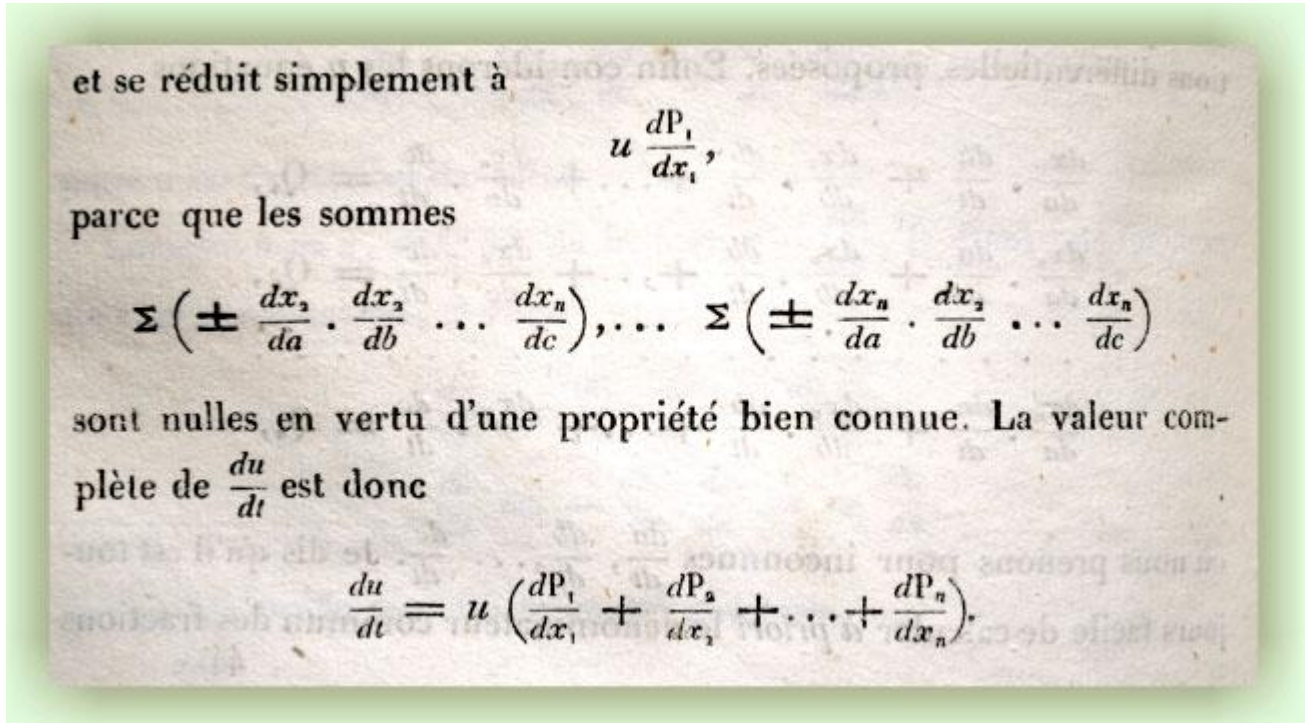 et se réduit simplement à
u dP₁/dx₁,
parce que les sommes
Σ (± dx₂/da . dx₂/db ... dxₙ/dc),... Σ (± dxₙ/da . dx₂/db ... dxₙ/dc)
sont nulles en vertu d'une propriété bien connue. La valeur com-
plète de du/dt est donc
du/dt = u (dP₁/dx₁ + dP₂/dx₂ +...+ dPₙ/dxₙ).